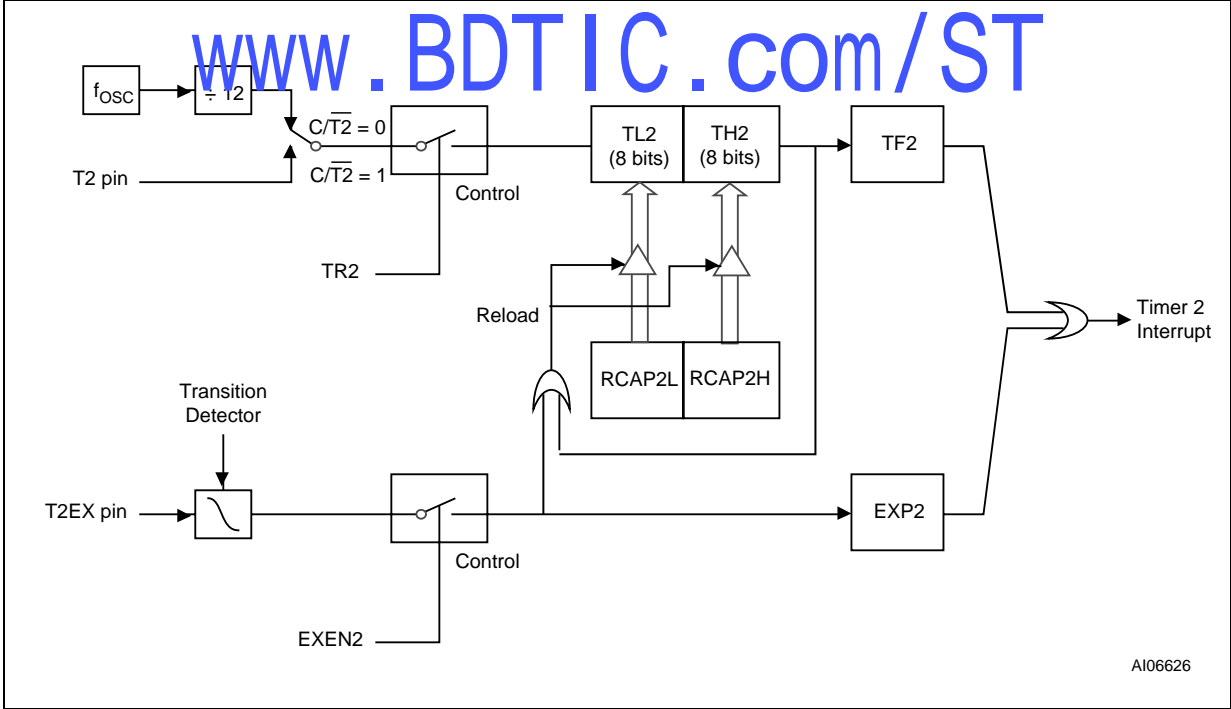 www.BDTIC.com/ST
fOSC
÷ 12
C/T2 = 0
C/T2 = 1
T2 pin
Control
TR2
TL2
(8 bits)
TH2
(8 bits)
TF2
Reload
RCAP2L
RCAP2H
Timer 2
Interrupt
Transition
Detector
T2EX pin
Control
EXEN2
EXP2
AI06626